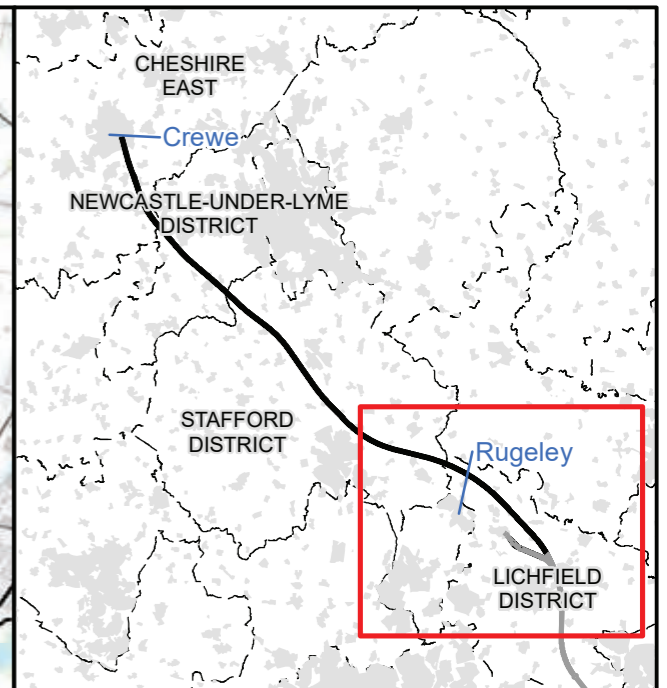 CHESHIRE
EAST
Crewe
NEWCASTLE-UNDER-LYME
DISTRICT
STAFFORD
DISTRICT
Rugeley
LICHFIELD
DISTRICT